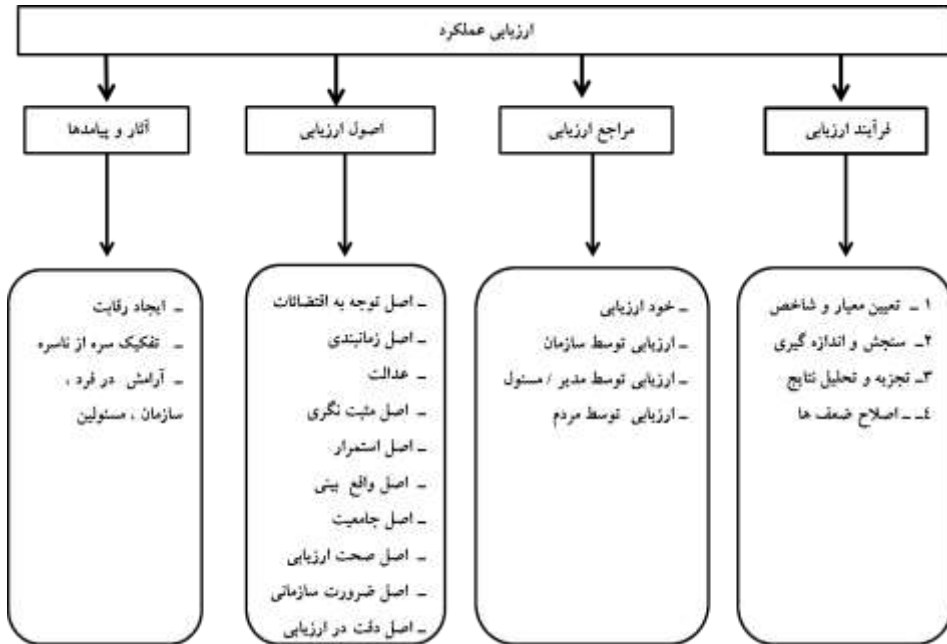 ارزیابی عملکرد
فرآیند ارزیابی
مراجع ارزیابی
اصول ارزیابی
آثار و پیامدها
۱ – تعیین معیار و شاخص
۲– سنجش و اندازه گیری
۳– تجزیه و تحلیل نتایج
٤– – اصلاح ضعف ها
– خود ارزیابی
– ارزیابی توسط سازمان
– ارزیابی توسط مدیر / مسئول
– ارزیابی توسط مردم
– اصل توجه به اقتضائات
– اصل زمانبندی
– عدالت
– اصل مثبت نگری
– اصل استمرار
– اصل واقع بینی
– اصل جامعیت
– اصل صحت ارزیابی
– اصل ضرورت سازمانی
– اصل دقت در ارزیابی
– ایجاد رقابت
– تفکیک سره از ناسره
– آرامش در فرد ،
سازمان ، مسئولین